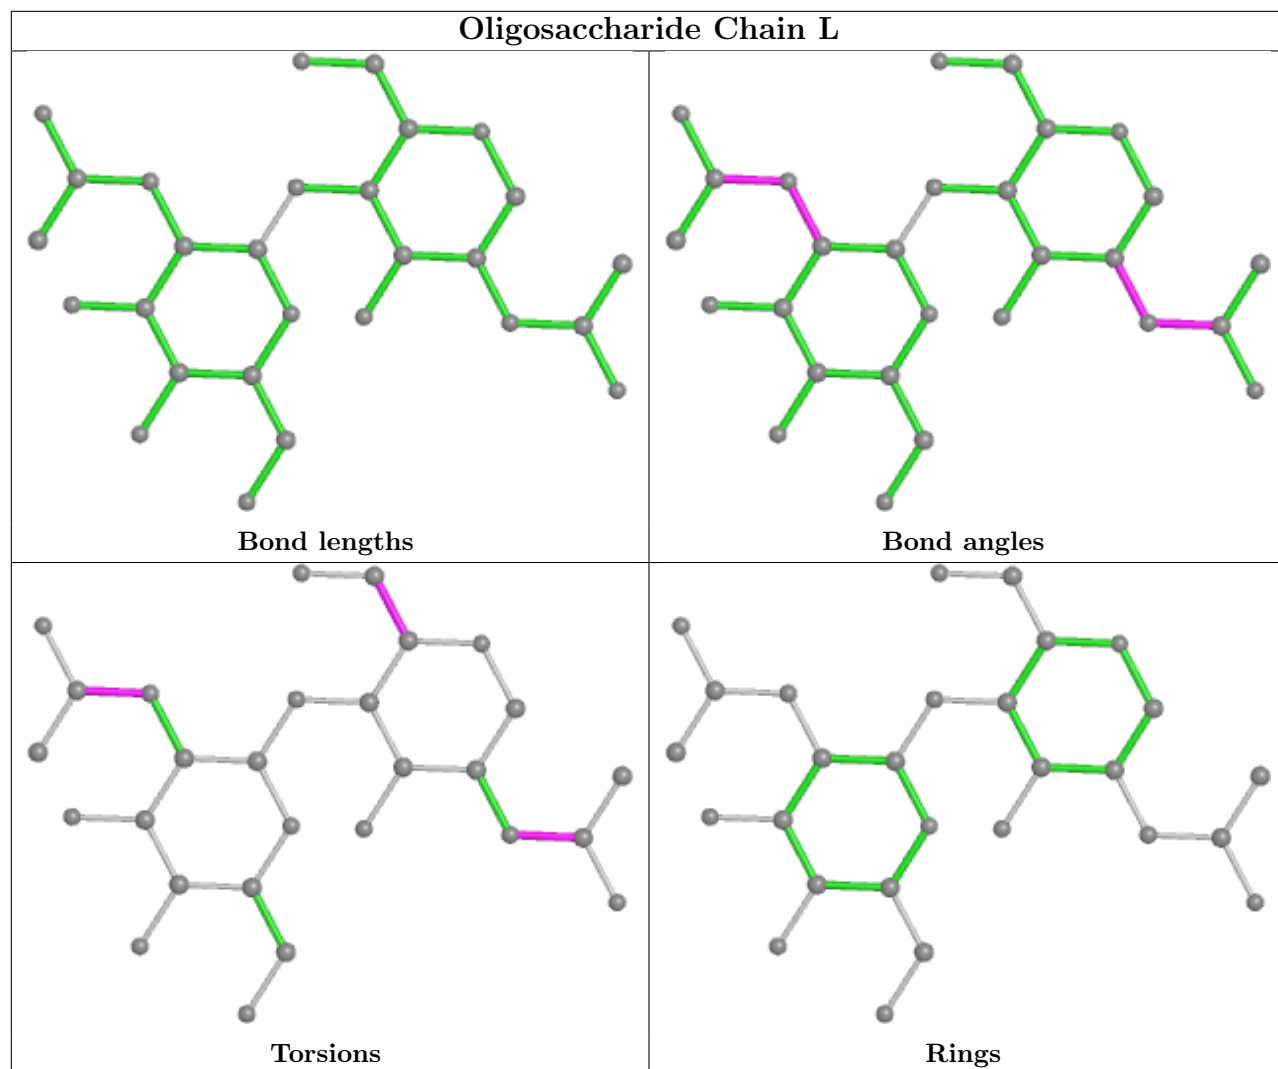 Oligosaccharide Chain L
Bond lengths
Bond angles
Torsions
Rings